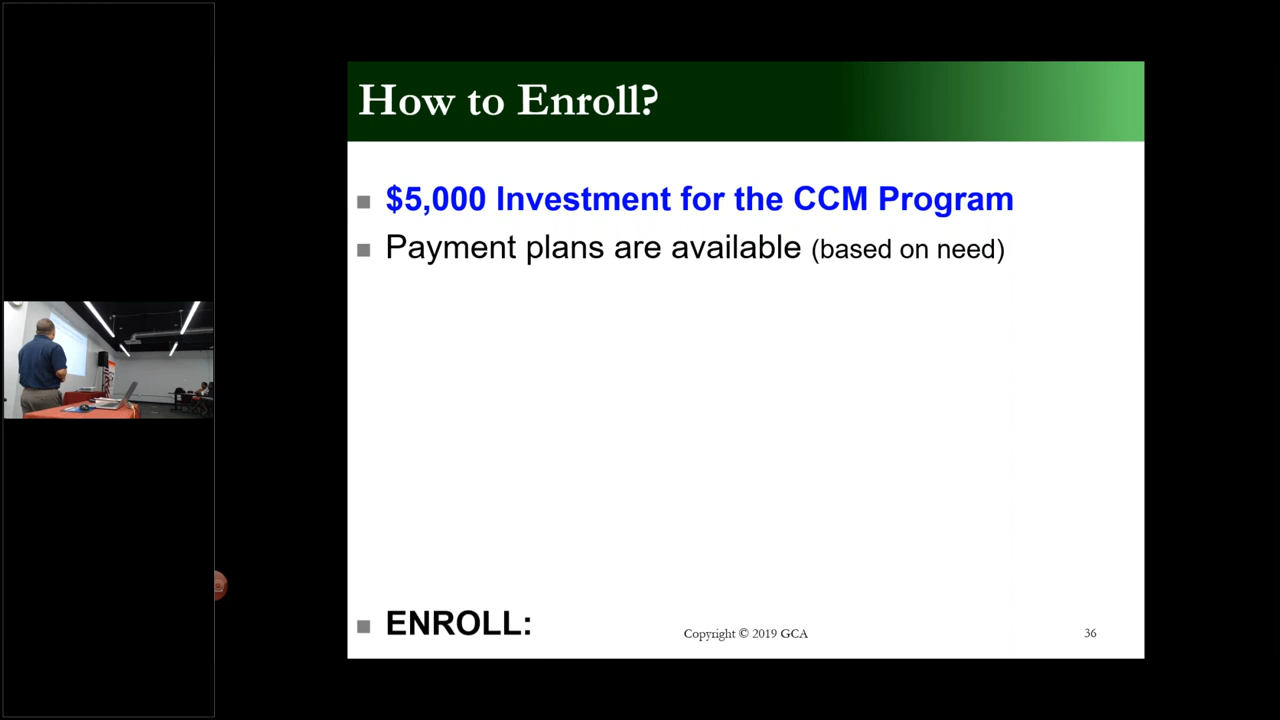 How to Enroll?
$5,000 Investment for the CCM Program
Payment plans are available (based on need)
ENROLL:
Copyright © 2019 GCA
36